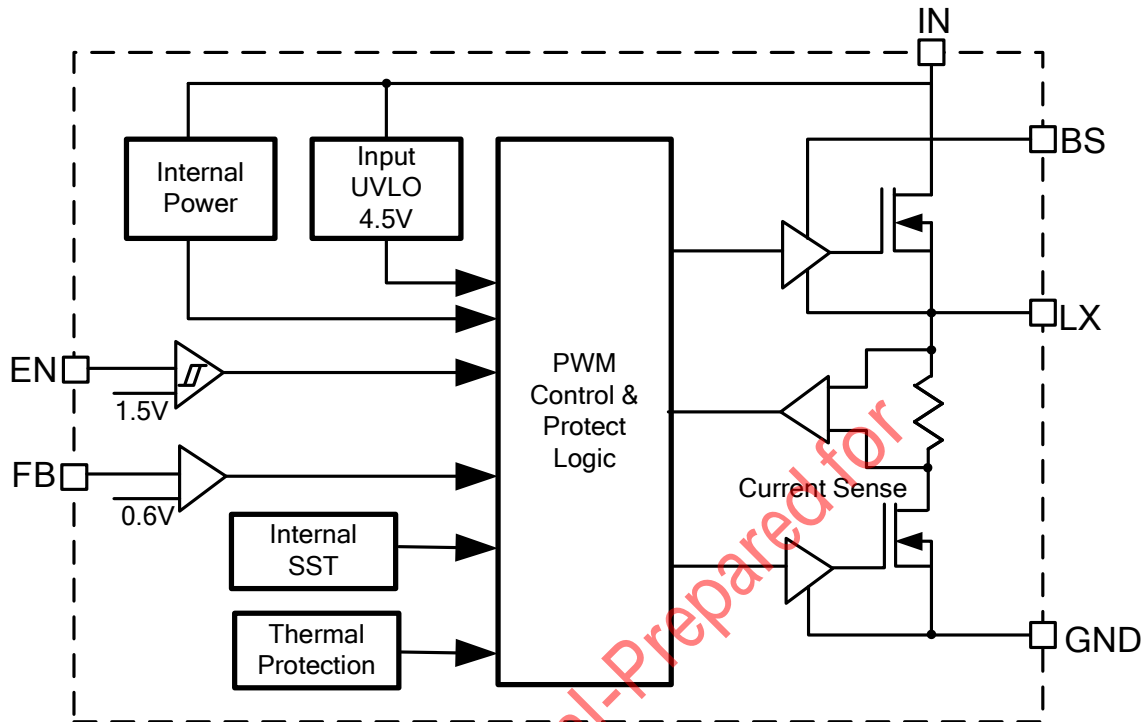 IN
BS
Internal
Power
Input
UVLO
4.5V
LX
EN
1.5V
PWM
Control &
Protect
Logic
FB
0.6V
Current Sense
Internal
SST
Thermal
Protection
GND
al-Prepared for